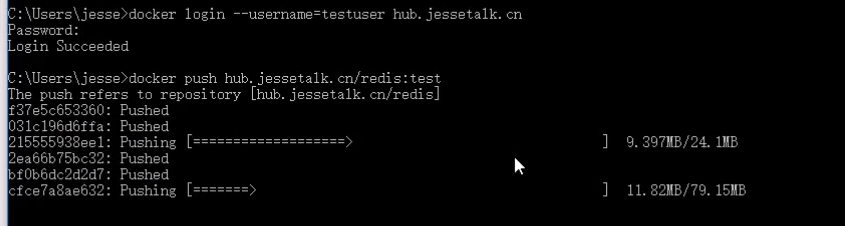 C:\Users\jesse>docker login --username=testuser hub.jessetalk.cn
Password:
Login Succeeded
C:\Users\jesse>docker push hub.jessetalk.cn/redis:test
The push refers to repository [hub.jessetalk.cn/redis]
f37e5c653360: Pushed
031c196d6ffa: Pushed
215555938ee1: Pushing [===================>                               ]  9.397MB/24.1MB
2ea66b75bc32: Pushed
bf0b6dc2d2d7: Pushed
cfce7a8ae632: Pushing [=======>                                           ]  11.82MB/79.15MB